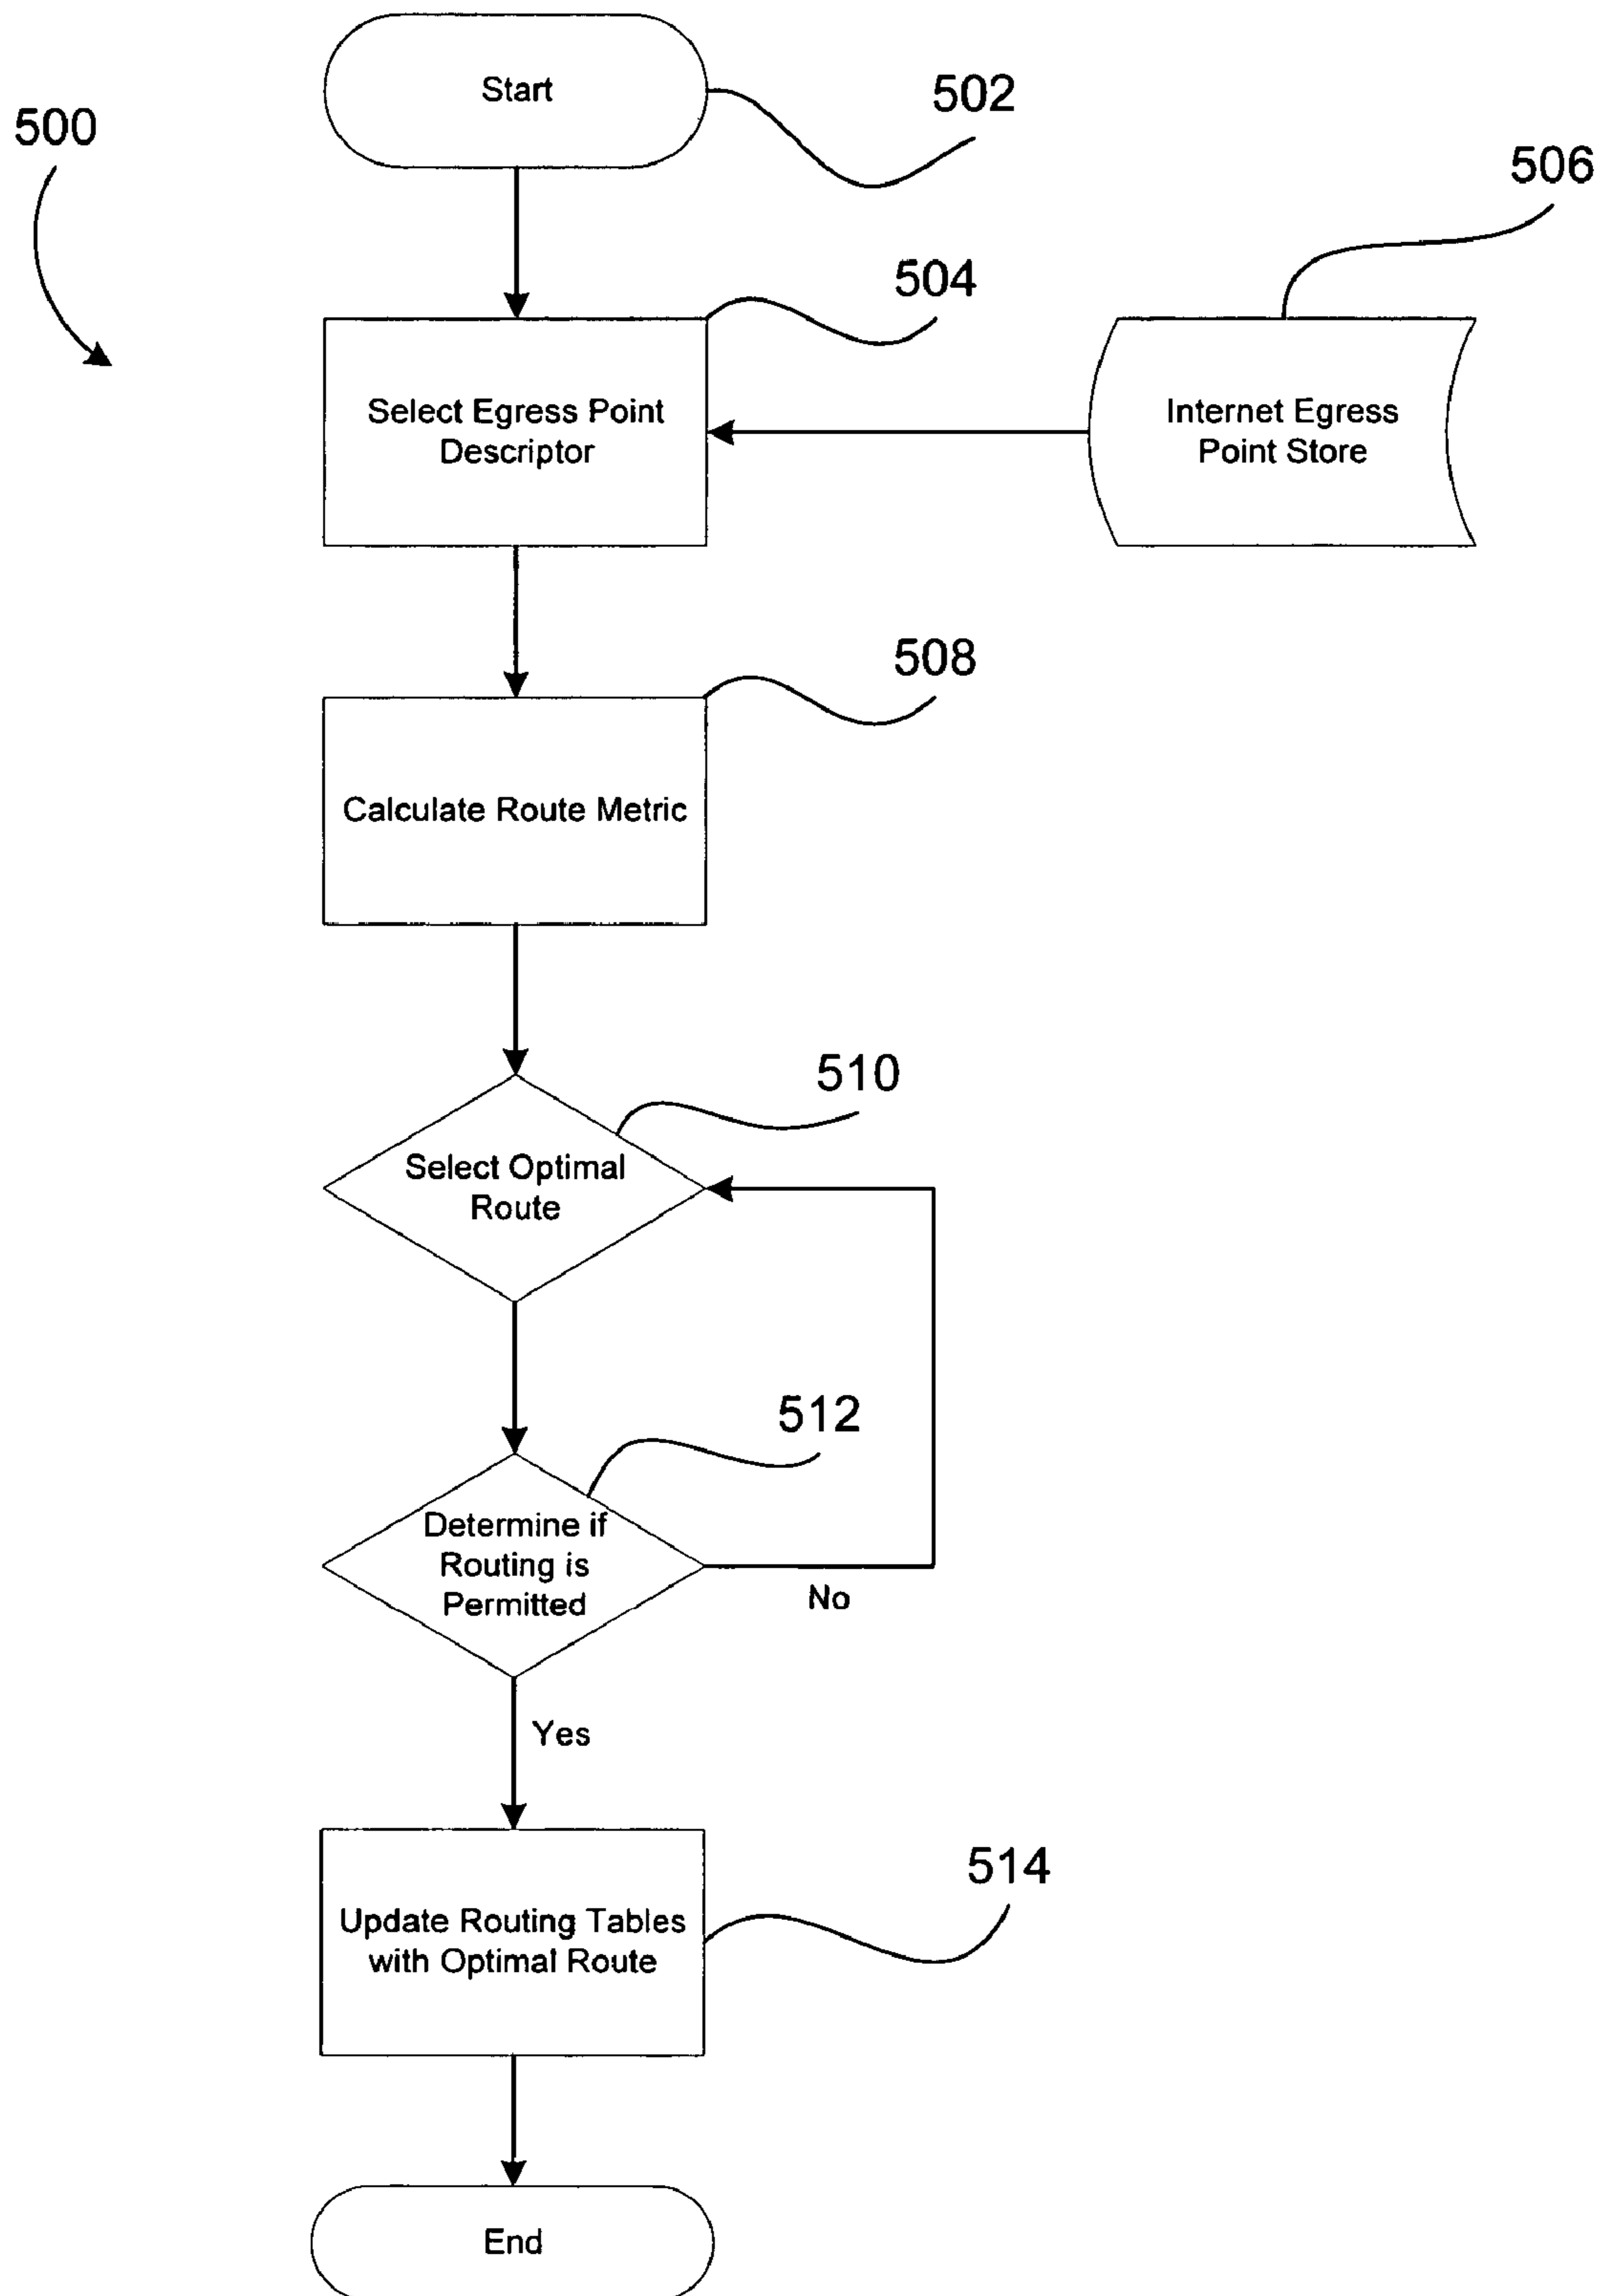 Start
502
500
506
504
Select Egress Point
Descriptor
Internet Egress
Point Store
508
Calculate Route Metric
510
Select Optimal
Route
512
Determine if
Routing is
Permitted
No
Yes
514
Update Routing Tables
with Optimal Route
End